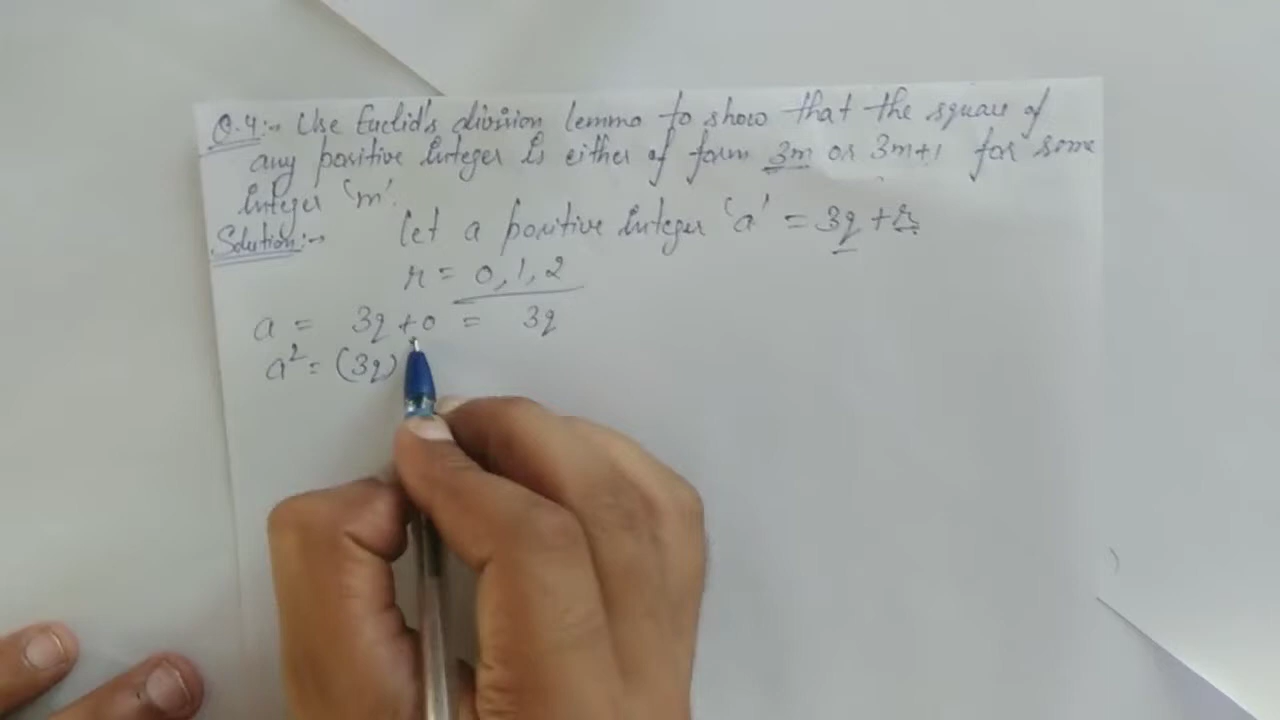 Q.4:- Use Euclid's division lemma to show that the square of
any positive integer is either of form 3m or 3m+1 for some
integer 'm'.
Solution:- let a positive integer 'a' = 3q + r
r = 0, 1, 2
a = 3q + 0 = 3q
a² = (3q)